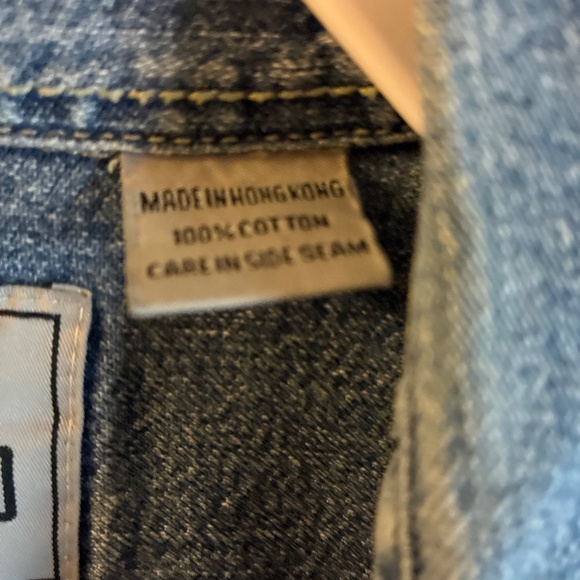 MADE IN HONG KONG
100% COTTON
CARE IN SIDE SEAM